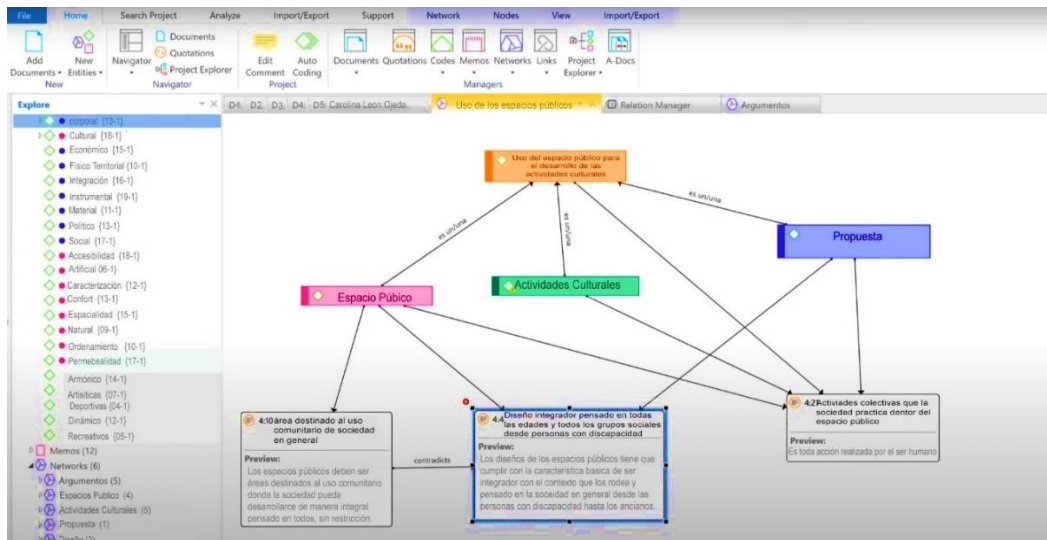 File Home Search Project Analyze Import/Export Support Network Nodes View Import/Export
Add Documents
New Entities
Navigator
Documents
Quotations
Project Explorer
Edit Comment
Auto Coding
Documents Quotations Codes Memos Networks Links Project Explorer A-Docs
New Navigator Project Managers
Explore
D1: D2: D3: D4: D5: Carolina Leon Ojeda
Uso de los espacios públicos
Relation Manager
Argumentos
corporal {13-1}
Cultural {18-1}
Económico {15-1}
Físico Territorial {10-1}
Integración {16-1}
Instrumental {19-1}
Material {11-1}
Político {13-1}
Social {17-1}
Accesibilidad {18-1}
Artificial 06-1}
Caracterización {12-1}
Confort {13-1}
Espacialidad {15-1}
Natural {09-1}
Ordenamiento {10-1}
Permebealidad {17-1}
Armónico {14-1}
Artisiticas {07-1}
Deportivas {04-1}
Dinámico {12-1}
Recreativos {05-1}
Memos (12)
Networks (6)
Argumentos (5)
Espacios Publico (4)
Actividades Culturales (5)
Propuesta (1)
Uso del espacio público para
el desarrollo de las
actividades culturales
es un/una
es un/una
es un/una
Propuesta
Actividades Culturales
Espacio Púbico
4:10 área destinado al uso
comunitario de sociedad
en general
Preview:
Los espacios públicos deben ser
áreas destinados al uso comunitario
donde la sociedad pueda
desarrollarce de manera integral
pensado en todos, sin restricción.
contradicts
4:4 Diseño integrador pensado en todas
las edades y todos los grupos sociales
desde personas con discapacidad
Preview:
Los diseños de los espacios públicos tiene que
cumplir con la caracteristica basica de ser
integrador con el contexto que los rodea y
pensado en la soceidad en general desde las
personas con discapacidad hasta los ancianos.
4:2 Activiades colectivas que la
sociedad practica dentor del
espacio público
Preview:
Es toda acción realizada por el ser humano